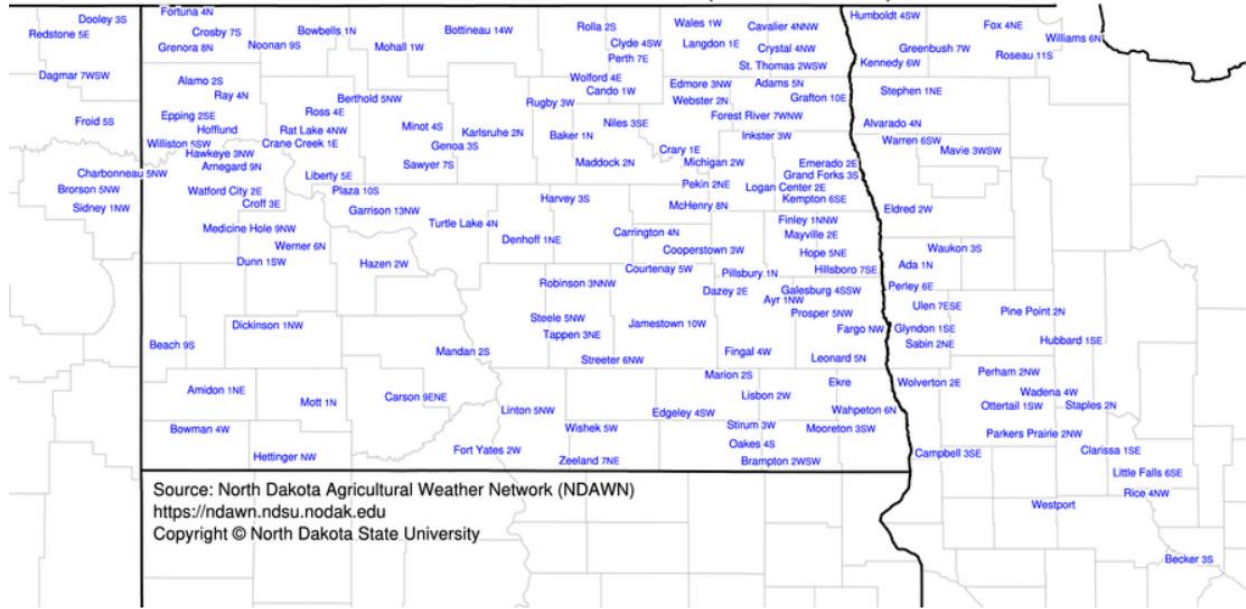 Dooley 3S
Redstone 5E
Fortuna 4N
Crosby 7S
Grenora 8N
Noonan 9S
Bowbells 1N
Mohall 1W
Bottineau 14W
Rolla 2S
Clyde 4SW
Perth 7E
Wales 1W
Langdon 1E
Cavalier 4NNW
Crystal 4NW
St. Thomas 2WSW
Humboldt 4SW
Fox 4NE
Williams 6N
Greenbush 7W
Roseau 11S
Kennedy 6W
Dagmar 7WSW
Alamo 2S
Ray 4N
Berthold 5NW
Wolford 4E
Cando 1W
Rugby 3W
Edmore 3NW
Adams 5N
Webster 2N
Grafton 10E
Stephen 1NE
Froid 5S
Epping 2SE
Hofflund
Ross 4E
Rat Lake 4NW
Minot 4S
Karlsruhe 2N
Baker 1N
Niles 3SE
Forest River 7WNW
Inkster 3W
Alvarado 4N
Warren 6SW
Mavie 3WSW
Williston 5SW
Hawkeye 3NW
Crane Creek 1E
Genoa 3S
Crary 1E
Arnegard 9N
Sawyer 7S
Maddock 2N
Michigan 2W
Emerado 2E
Grand Forks 3S
Charbonneau 5NW
Liberty 5E
Brorson 5NW
Watford City 2E
Plaza 10S
Pekin 2NE
Logan Center 2E
Kempton 6SE
Sidney 1NW
Croff 3E
Garrison 13NW
Harvey 3S
McHenry 8N
Eldred 2W
Medicine Hole 9NW
Turtle Lake 4N
Denhoff 1NE
Carrington 4N
Finley 1NNW
Mayville 2E
Werner 6N
Cooperstown 3W
Hope 5NE
Waukon 3S
Dunn 1SW
Hazen 2W
Courtenay 5W
Pillsbury 1N
Hillsboro 7SE
Ada 1N
Robinson 3NNW
Dazey 2E
Galesburg 4SSW
Perley 6E
Ayr 1NW
Prosper 5NW
Ulen 7ESE
Pine Point 2N
Dickinson 1NW
Steele 5NW
Jamestown 10W
Fargo NW
Glyndon 1SE
Tappen 3NE
Sabin 2NE
Hubbard 1SE
Beach 9S
Mandan 2S
Streeter 6NW
Fingal 4W
Leonard 5N
Marion 2S
Perham 2NW
Amidon 1NE
Ekre
Wolverton 2E
Mott 1N
Carson 9ENE
Lisbon 2W
Wadena 4W
Linton 5NW
Edgeley 4SW
Wahpeton 6N
Ottertail 1SW
Staples 2N
Bowman 4W
Wishek 5W
Stirum 3W
Mooreton 3SW
Parkers Prairie 2NW
Hettinger NW
Fort Yates 2W
Oakes 4S
Campbell 3SE
Clarissa 1SE
Zeeland 7NE
Brampton 2WSW
Little Falls 6SE
Rice 4NW
Westport
Becker 3S
Source: North Dakota Agricultural Weather Network (NDAWN)
https://ndawn.ndsu.nodak.edu
Copyright © North Dakota State University